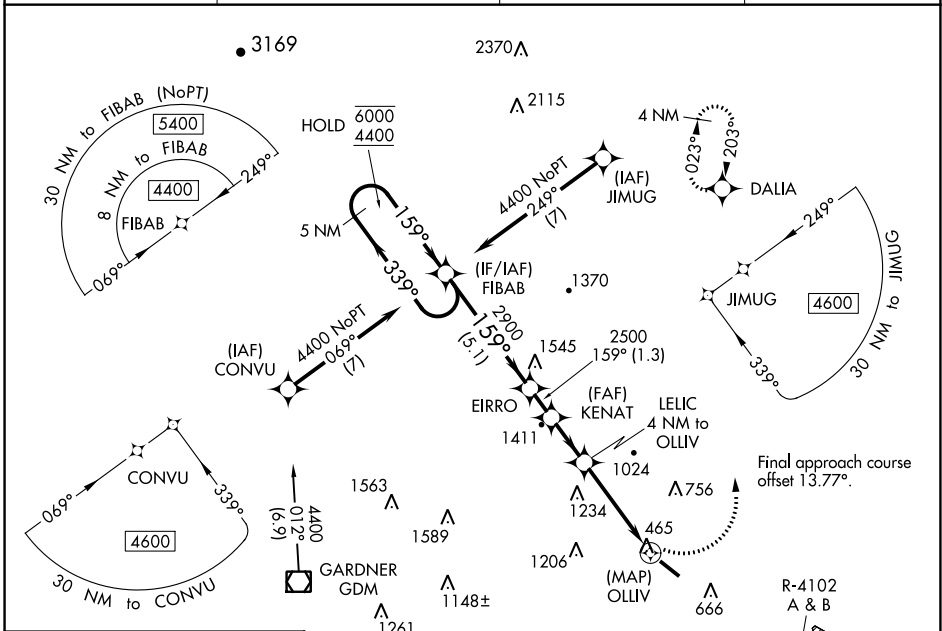 3169
2370
2115
30 NM to FIBAB (NoPT)
5400
8 NM to FIBAB
4400
249°
FIBAB
069°
HOLD
6000
4400
5 NM
159°
339°
4400 NoPT
249°
(7)
(IAF)
JIMUG
4 NM
023°
203°
DALIA
(IF/IAF)
FIBAB
1370
249°
JIMUG
4600
339°
30 NM to JIMUG
4400 NoPT
069°
(7)
(IAF)
CONVU
2900
159°
(5.1)
2500
159° (1.3)
1545
EIRRO
(FAF)
KENAT
1411
LELIC
4 NM to
OLLIV
1024
Final approach course
offset 13.77°.
CONVU
069°
339°
4600
30 NM to CONVU
4400
012°
(6.9)
GARDNER
GDM
1563
1589
1234
756
465
1206
(MAP)
OLLIV
1148±
1261
666
R-4102
A & B